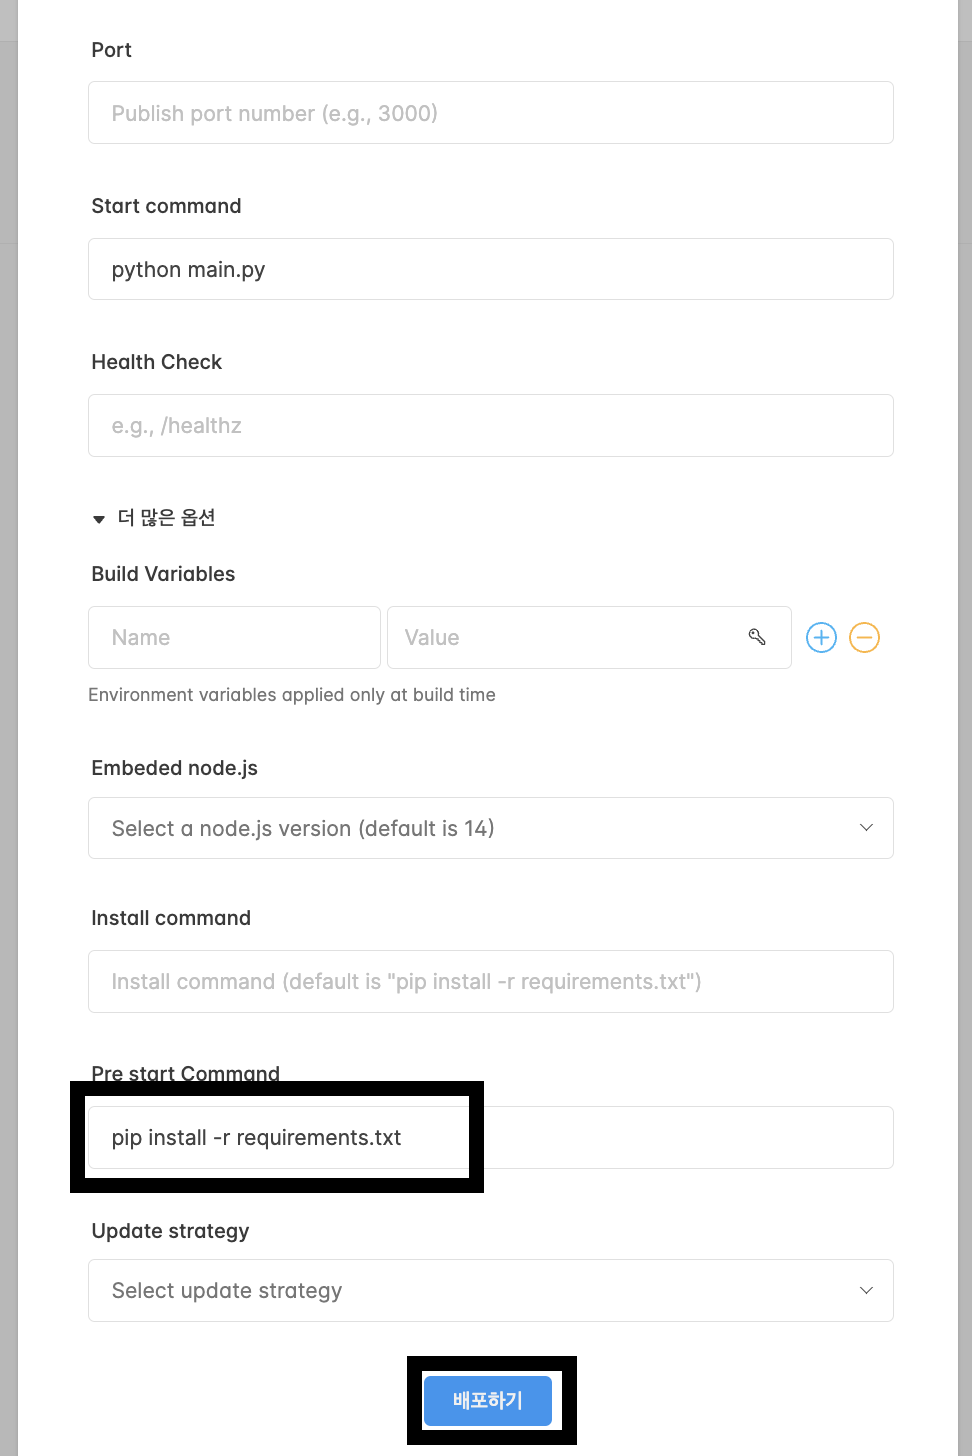 Port
Publish port number (e.g., 3000)
Start command
python main.py
Health Check
e.g., /healthz
더 많은 옵션
Build Variables
Name Value
Environment variables applied only at build time
Embeded node.js
Select a node.js version (default is 14)
Install command
Install command (default is "pip install -r requirements.txt")
Pre start Command
pip install -r requirements.txt
Update strategy
Select update strategy
배포하기